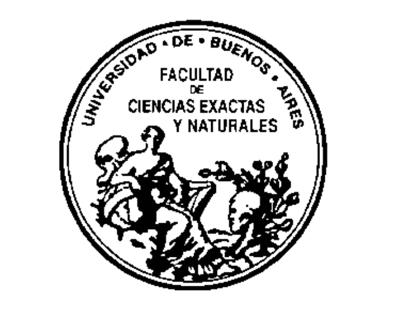 UNIVERSIDAD • DE • BUENOS • AIRES
FACULTAD
DE
CIENCIAS EXACTAS
Y NATURALES